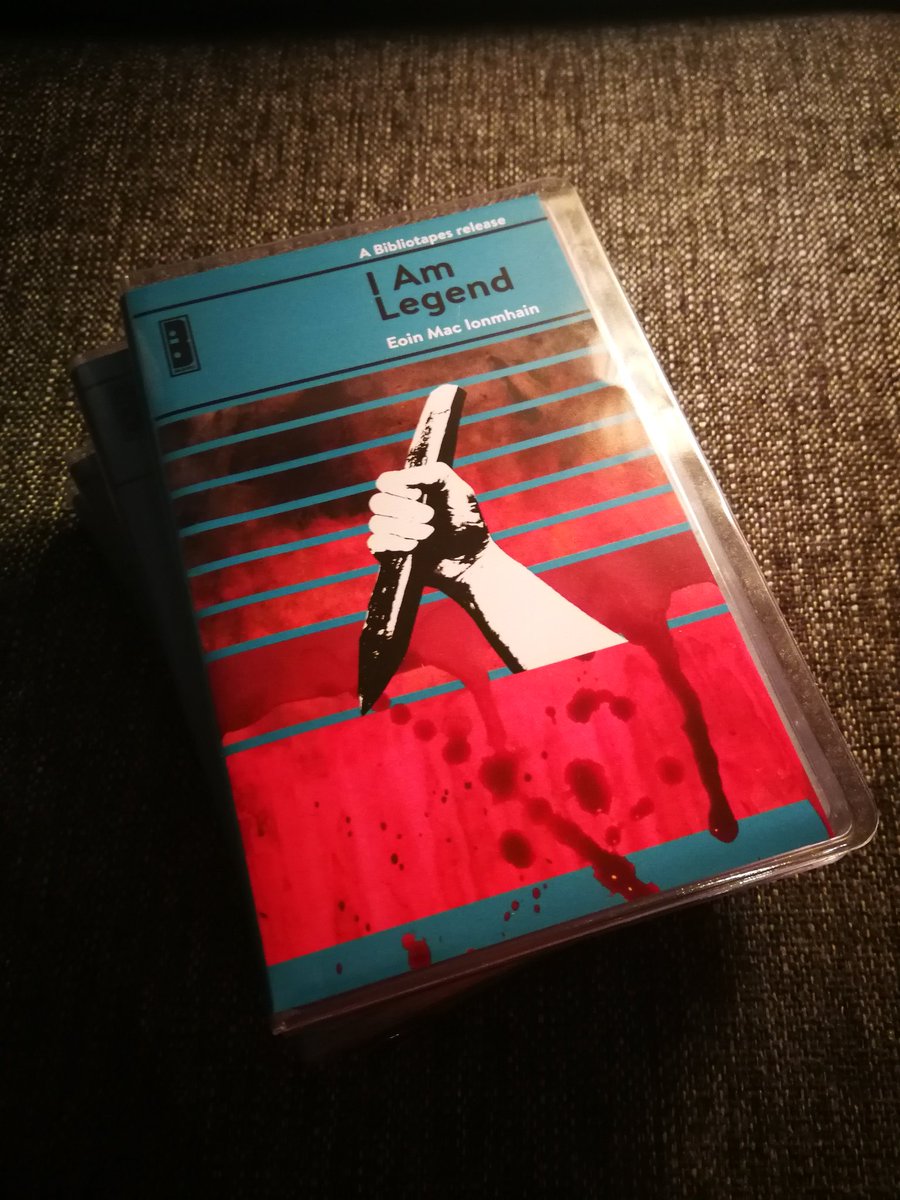 A Bibliotapes release
I Am
Legend
Eoin Mac Ionmhain